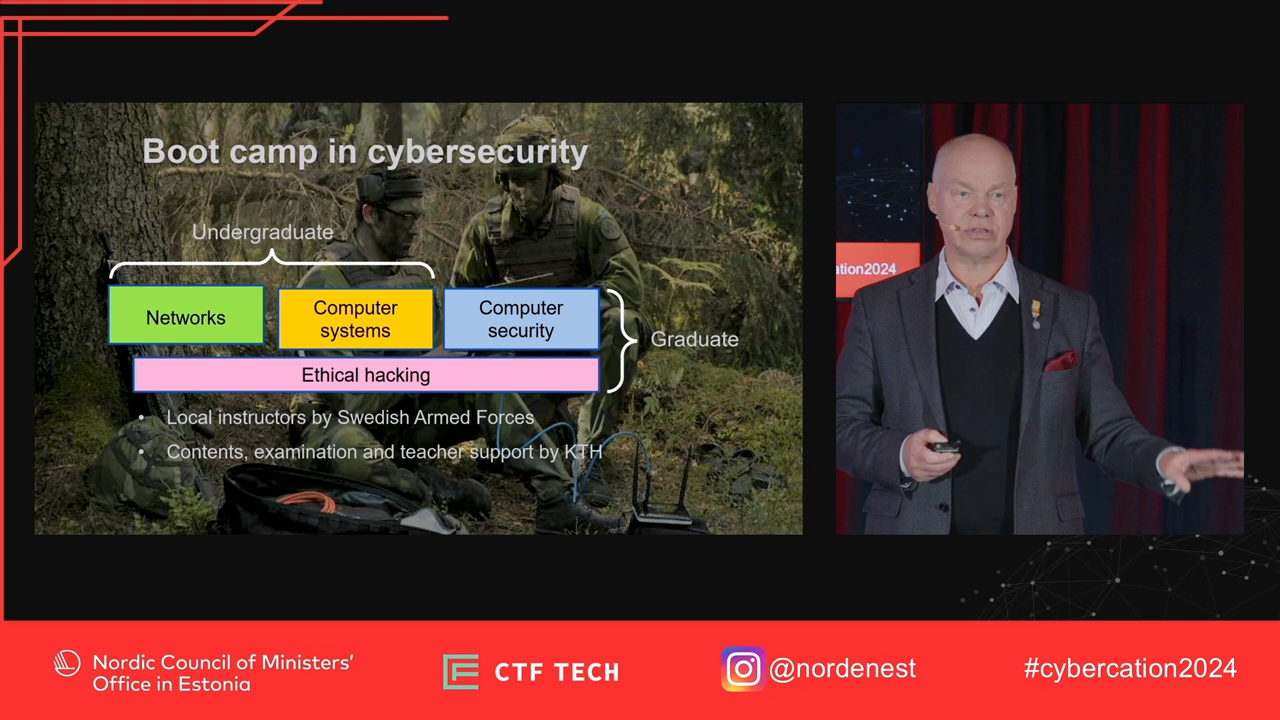 Boot camp in cybersecurity
Undergraduate
Networks
Computer
systems
Computer
security
Graduate
Ethical hacking
• Local instructors by Swedish Armed Forces
• Contents, examination and teacher support by KTH
ation2024
Nordic Council of Ministers'
Office in Estonia
CTF TECH
@nordenest
#cybercation2024